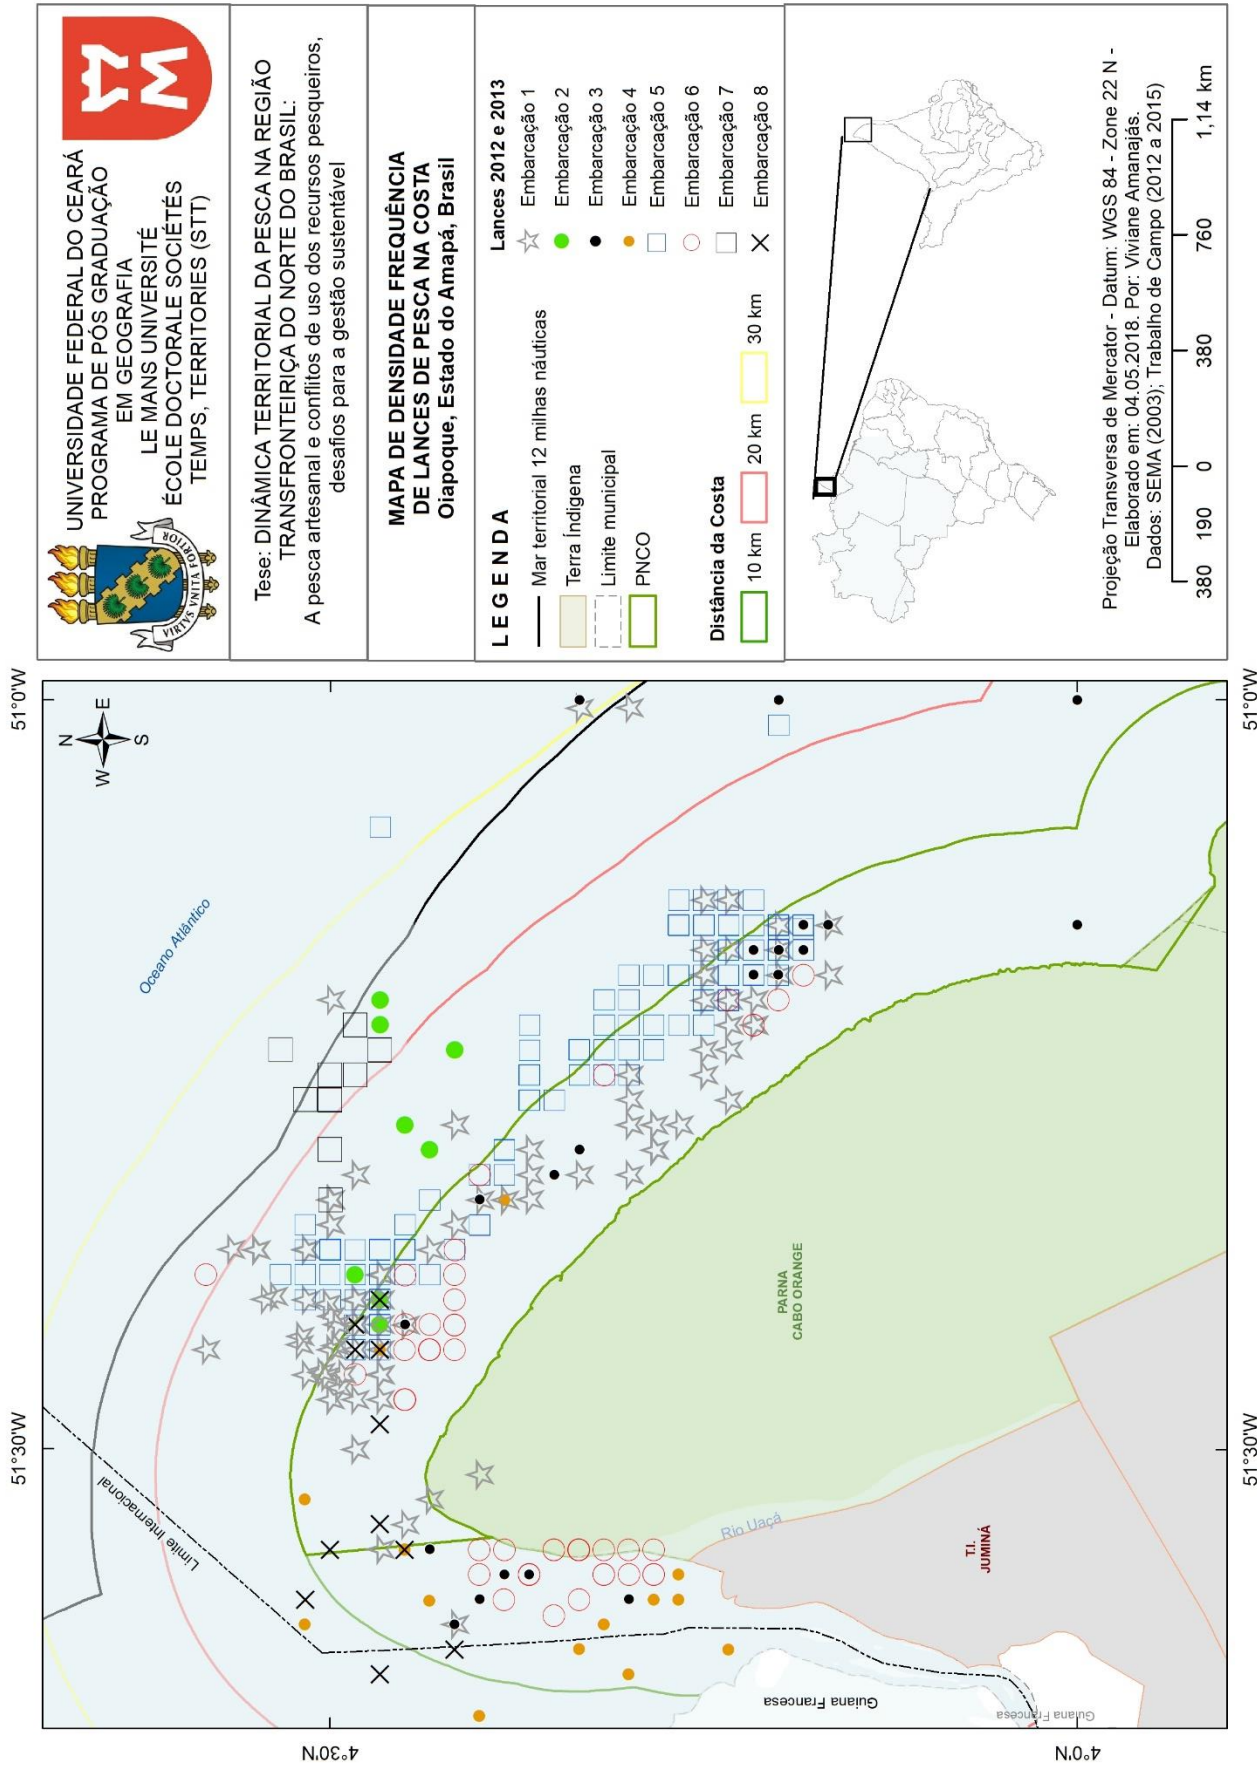 UNIVERSIDADE FEDERAL DO CEARÁ
PROGRAMA DE PÓS GRADUAÇÃO
EM GEOGRAFIA
LE MANS UNIVERSITÉ
ÉCOLE DOCTORALE SOCIÉTÉS
TEMPS, TERRITORIES (STT)
VIRTVS VNITA FORTIOR
Tese: DINÂMICA TERRITORIAL DA PESCA NA REGIÃO
TRANSFRONTEIRIÇA DO NORTE DO BRASIL:
A pesca artesanal e conflitos de uso dos recursos pesqueiros,
desafios para a gestão sustentável
MAPA DE DENSIDADE FREQUÊNCIA
DE LANCES DE PESCA NA COSTA
Oiapoque, Estado do Amapá, Brasil
LEGENDA
Mar territorial 12 milhas náuticas
Terra Índigena
Limite municipal
PNCO
Distância da Costa
10 km
20 km
30 km
Lances 2012 e 2013
Embarcação 1
Embarcação 2
Embarcação 3
Embarcação 4
Embarcação 5
Embarcação 6
Embarcação 7
Embarcação 8
Projeção Transversa de Mercator - Datum: WGS 84 - Zone 22 N -
Elaborado em: 04.05.2018. Por: Viviane Amanajás.
Dados: SEMA (2003); Trabalho de Campo (2012 a 2015)
380 190 0 380 760 1,14 km
51°30'W
51°0'W
N
W E
S
Oceano Atlântico
Limite Internacional
4°30'N
PARNA
CABO ORANGE
Rio Uaçá
T.I.
JUMINÁ
Guiana Francesa
Guiana Francesa
4°0'N
51°30'W
51°0'W